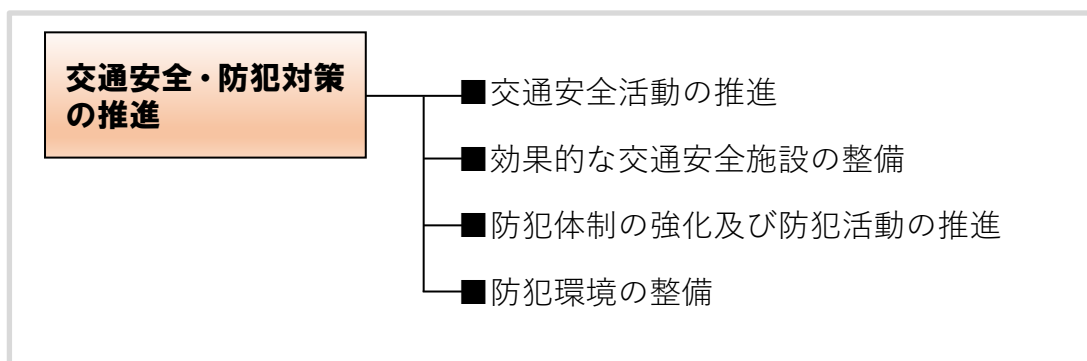 交通安全・防犯対策
の推進
■交通安全活動の推進
■効果的な交通安全施設の整備
■防犯体制の強化及び防犯活動の推進
■防犯環境の整備